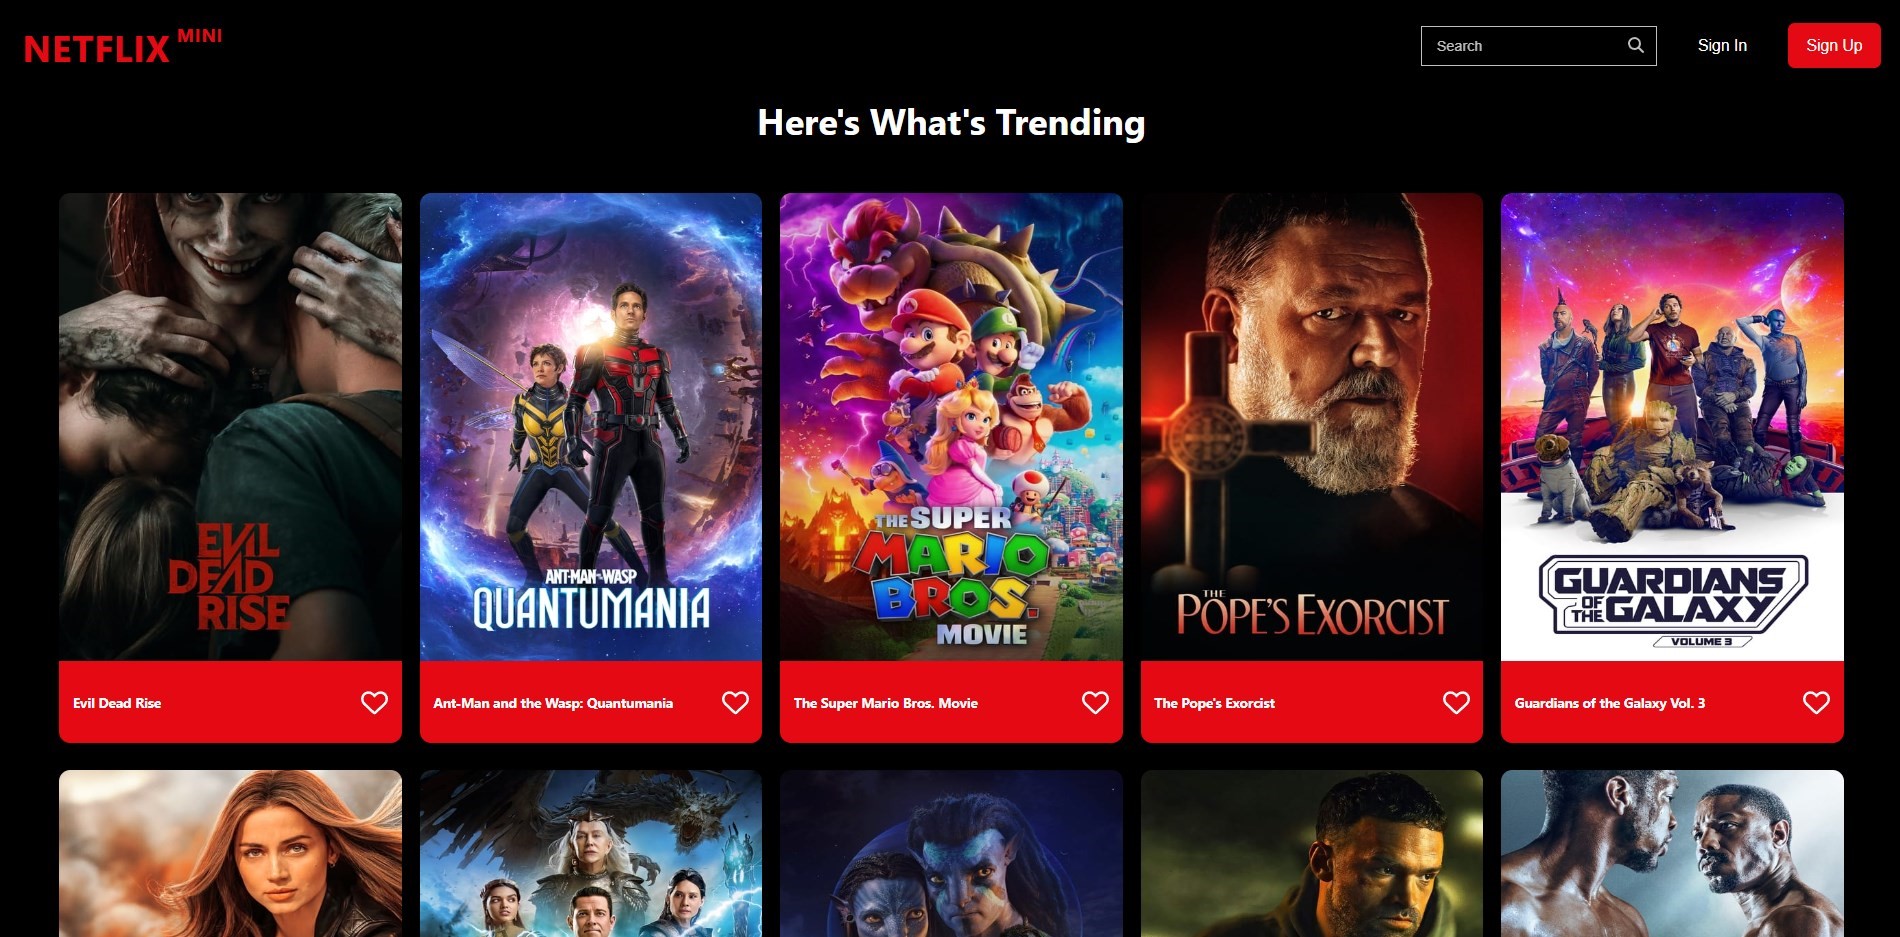 NETFLIX MINI
Search
Sign In
Sign Up
Here's What's Trending
EVIL
DEAD
RISE
ANT-MAN AND THE WASP
QUANTUMANIA
THE SUPER
MARIO
BROS.
MOVIE
THE
POPE'S EXORCIST
GUARDIANS
OF THE GALAXY
VOLUME 3
Evil Dead Rise
Ant-Man and the Wasp: Quantumania
The Super Mario Bros. Movie
The Pope's Exorcist
Guardians of the Galaxy Vol. 3